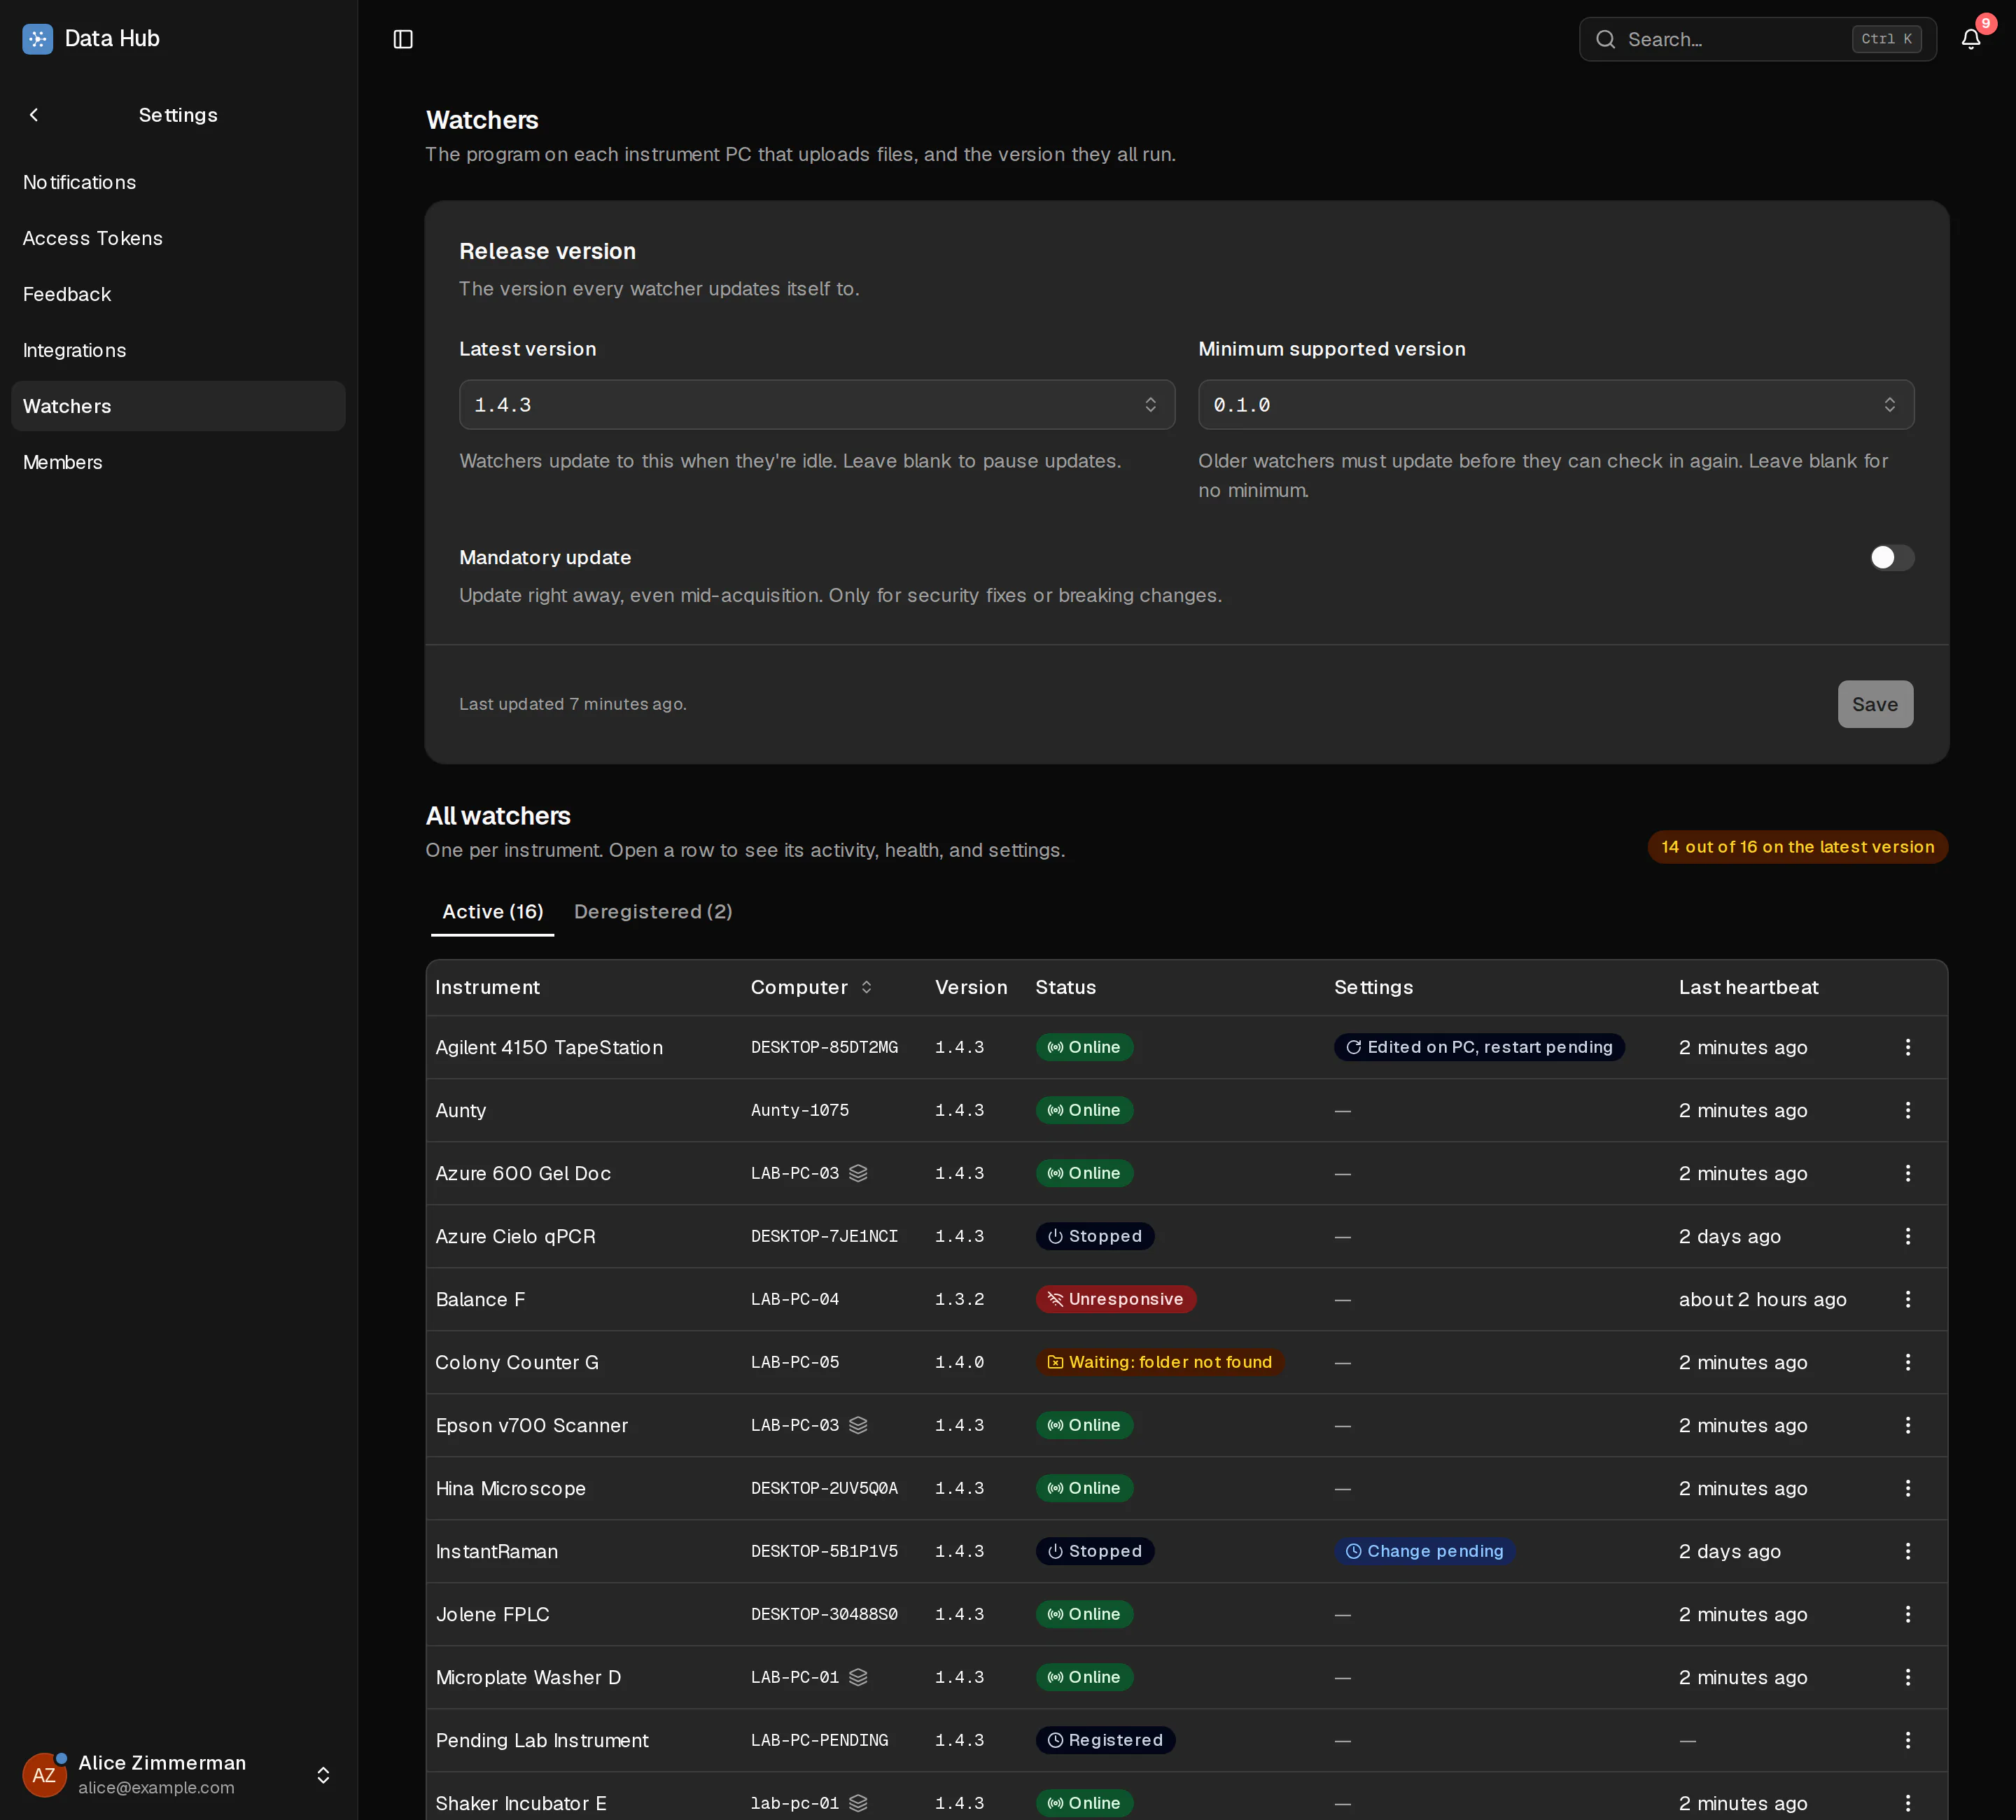 Data Hub
Search...
Ctrl K
9
Settings
Notifications
Access Tokens
Feedback
Integrations
Watchers
Members
Watchers
The program on each instrument PC that uploads files, and the version they all run.
Release version
The version every watcher updates itself to.
Latest version
Minimum supported version
1.4.3
0.1.0
Watchers update to this when they're idle. Leave blank to pause updates.
Older watchers must update before they can check in again. Leave blank for
no minimum.
Mandatory update
Update right away, even mid-acquisition. Only for security fixes or breaking changes.
Last updated 7 minutes ago.
Save
All watchers
One per instrument. Open a row to see its activity, health, and settings.
14 out of 16 on the latest version
Active (16) Deregistered (2)
Instrument Computer Version Status Settings Last heartbeat
Agilent 4150 TapeStation DESKTOP-85DT2MG 1.4.3 Online Edited on PC, restart pending 2 minutes ago
Aunty Aunty-1075 1.4.3 Online — 2 minutes ago
Azure 600 Gel Doc LAB-PC-03 1.4.3 Online — 2 minutes ago
Azure Cielo qPCR DESKTOP-7JE1NCI 1.4.3 Stopped — 2 days ago
Balance F LAB-PC-04 1.3.2 Unresponsive — about 2 hours ago
Colony Counter G LAB-PC-05 1.4.0 Waiting: folder not found — 2 minutes ago
Epson v700 Scanner LAB-PC-03 1.4.3 Online — 2 minutes ago
Hina Microscope DESKTOP-2UV5Q0A 1.4.3 Online — 2 minutes ago
InstantRaman DESKTOP-5B1P1V5 1.4.3 Stopped Change pending 2 days ago
Jolene FPLC DESKTOP-30488S0 1.4.3 Online — 2 minutes ago
Microplate Washer D LAB-PC-01 1.4.3 Online — 2 minutes ago
Pending Lab Instrument LAB-PC-PENDING 1.4.3 Registered — —
Shaker Incubator E lab-pc-01 1.4.3 Online — 2 minutes ago
AZ
Alice Zimmerman
alice@example.com